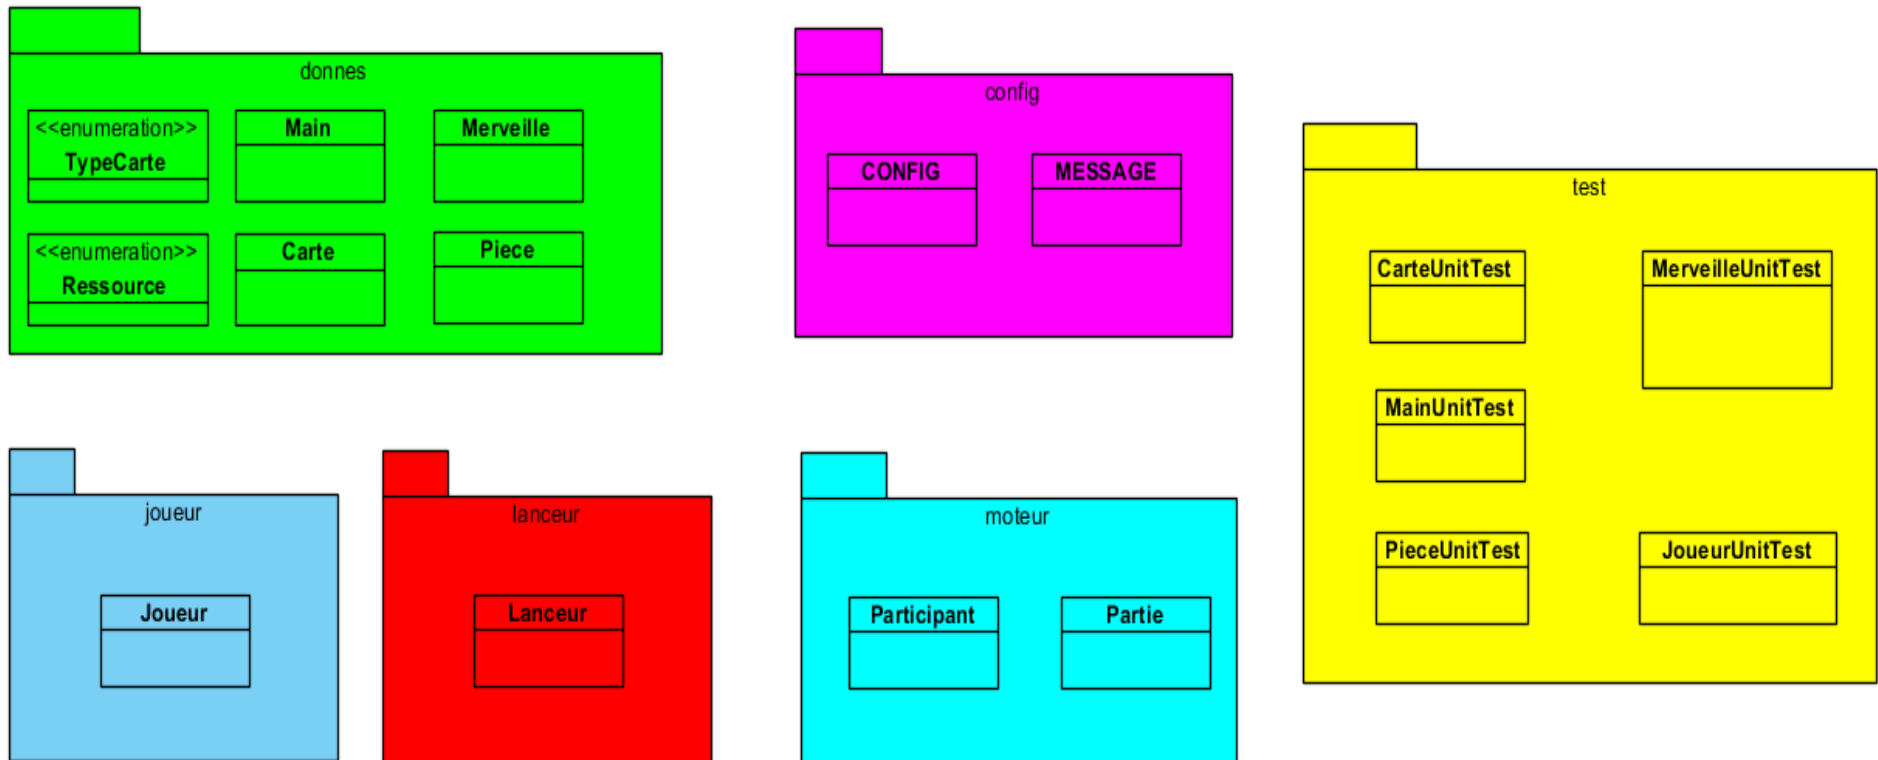 donnes
<<enumeration>>
TypeCarte
Main
Merveille
<<enumeration>>
Ressource
Carte
Piece
config
CONFIG
MESSAGE
test
CarteUnitTest
MerveilleUnitTest
MainUnitTest
PieceUnitTest
JoueurUnitTest
joueur
Joueur
lanceur
Lanceur
moteur
Participant
Partie